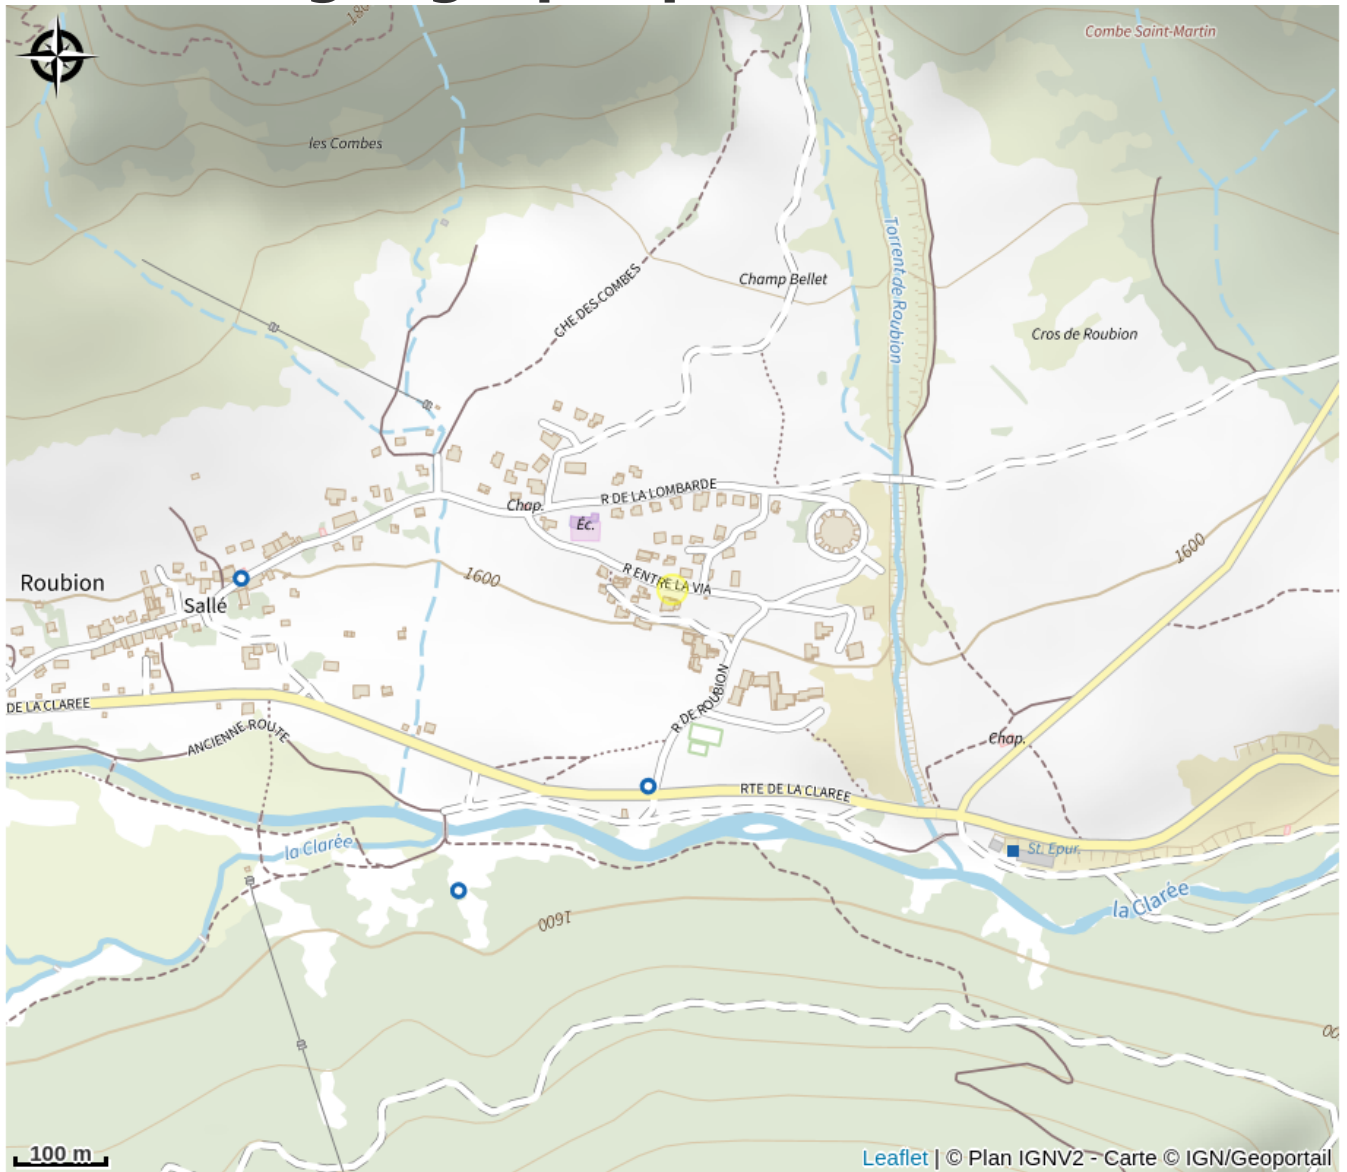 Combe Saint-Martin
les Combes
Torrent de Roubion
CHE DES COMBES
Champ Bellet
Cros de Roubion
R DE LA LOMBARDE
Chap.
Éc.
1600
Roubion
1600
R ENTRE LA VIA
Sallé
R DE ROUBION
DE LA CLAREE
ANCIENNE ROUTE
Chap.
RTE DE LA CLAREE
la Clarée
St. Epur.
la Clarée
1600
100 m
Leaflet | © Plan IGNV2 - Carte © IGN/Geoportail